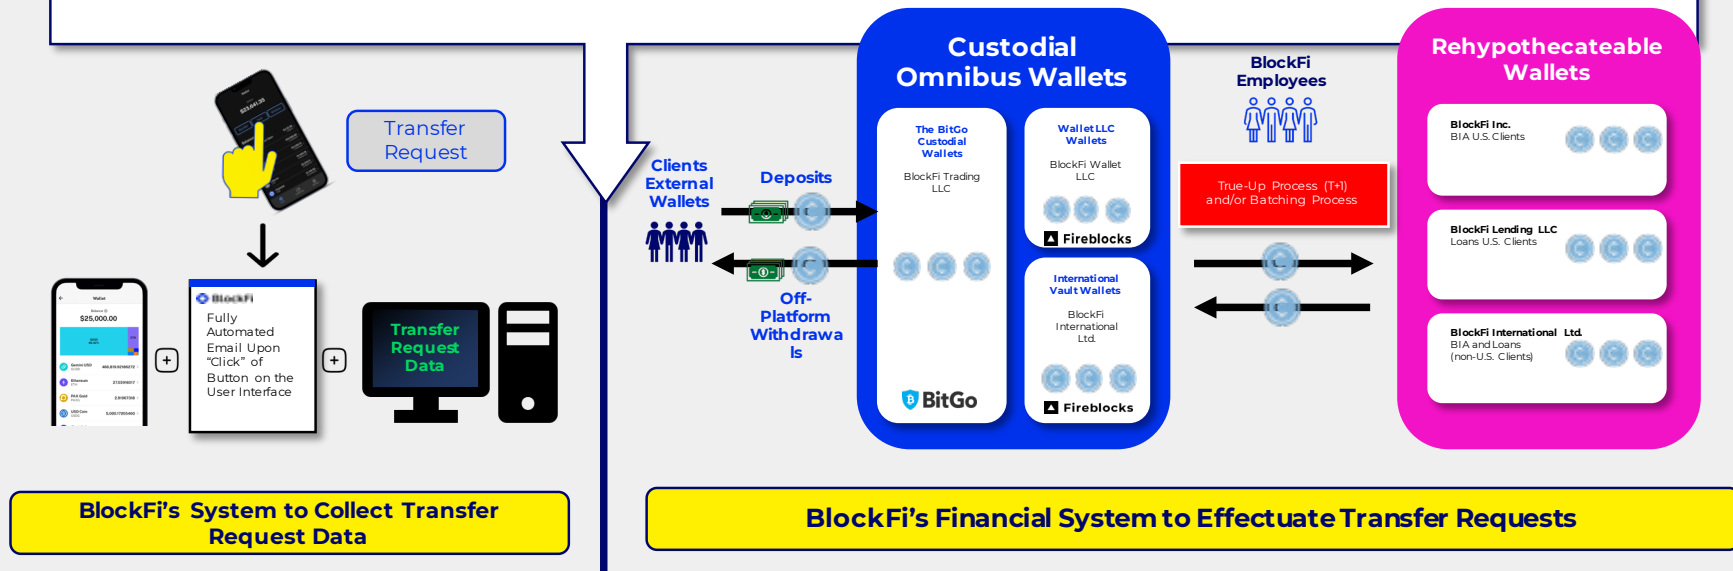 Transfer
Request
BlockFi
Fully
Automated
Email Upon
“Click” of
Button on the
User Interface
Wallet
$25,000.00
Transfer
Request
Data
BlockFi’s System to Collect Transfer
Request Data
Clients
External
Wallets
Deposits
Off-
Platform
Withdrawa
ls
Custodial
Omnibus Wallets
The BitGo
Custodial
Wallets
BlockFi Trading
LLC
BitGo
Wallet LLC
Wallets
BlockFi Wallet
LLC
Fireblocks
International
Vault Wallets
BlockFi
International
Ltd.
Fireblocks
BlockFi
Employees
True-Up Process (T+1)
and/or Batching Process
Rehypothecateable
Wallets
BlockFi Inc.
BIA U.S. Clients
BlockFi Lending LLC
Loans U.S. Clients
BlockFi International Ltd.
BIA and Loans
(non-U.S. Clients)
BlockFi’s Financial System to Effectuate Transfer Requests